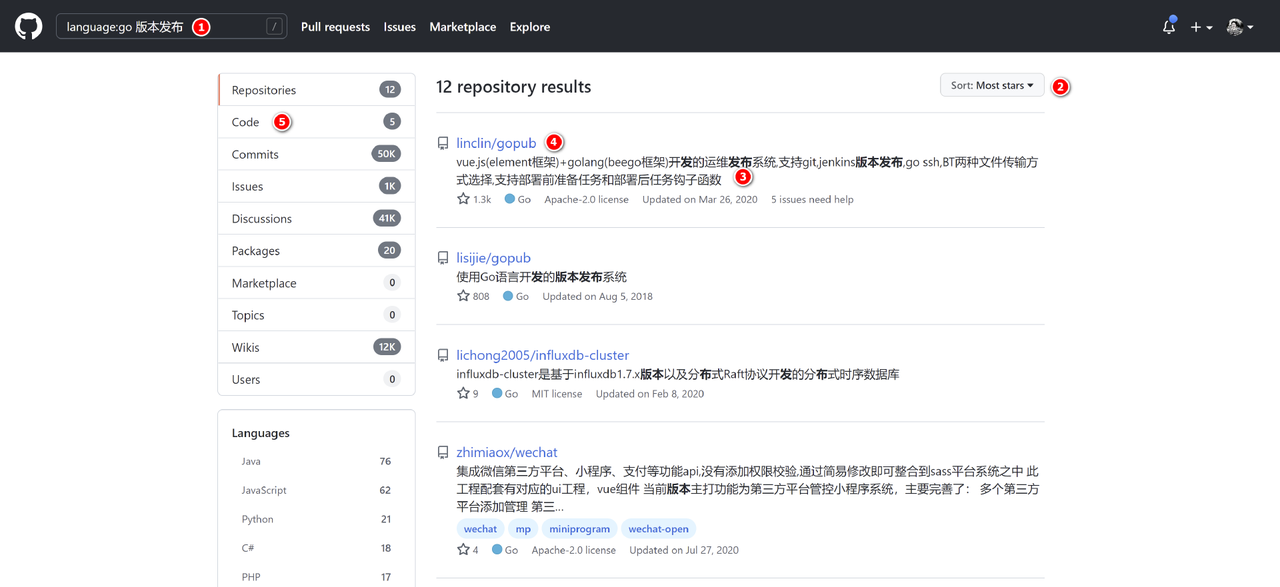 language:go 版本发布 1 / Pull requests Issues Marketplace Explore
Repositories 12
Code 5 5
Commits 50K
Issues 1K
Discussions 41K
Packages 20
Marketplace 0
Topics 0
Wikis 12K
Users 0
Languages
Java 76
JavaScript 62
Python 21
C# 18
PHP 17
12 repository results
Sort: Most stars 2
linclin/gopub 4
vue.js(element框架)+golang(beego框架)开发的运维发布系统,支持git,jenkins版本发布,go ssh,BT两种文件传输方
式选择,支持部署前准备任务和部署后任务钩子函数 3
1.3k Go Apache-2.0 license Updated on Mar 26, 2020 5 issues need help
lisijie/gopub
使用Go语言开发的版本发布系统
808 Go Updated on Aug 5, 2018
lichong2005/influxdb-cluster
influxdb-cluster是基于influxdb1.7.x版本以及分布式Raft协议开发的分布式时序数据库
9 Go MIT license Updated on Feb 8, 2020
zhimiaox/wechat
集成微信第三方平台、小程序、支付等功能api,没有添加权限校验,通过简易修改即可整合到sass平台系统之中 此
工程配套有对应的ui工程，vue组件 当前版本主打功能为第三方平台管控小程序系统，主要完善了： 多个第三方
平台添加管理 第三...
wechat mp miniprogram wechat-open
4 Go Apache-2.0 license Updated on Jul 27, 2020